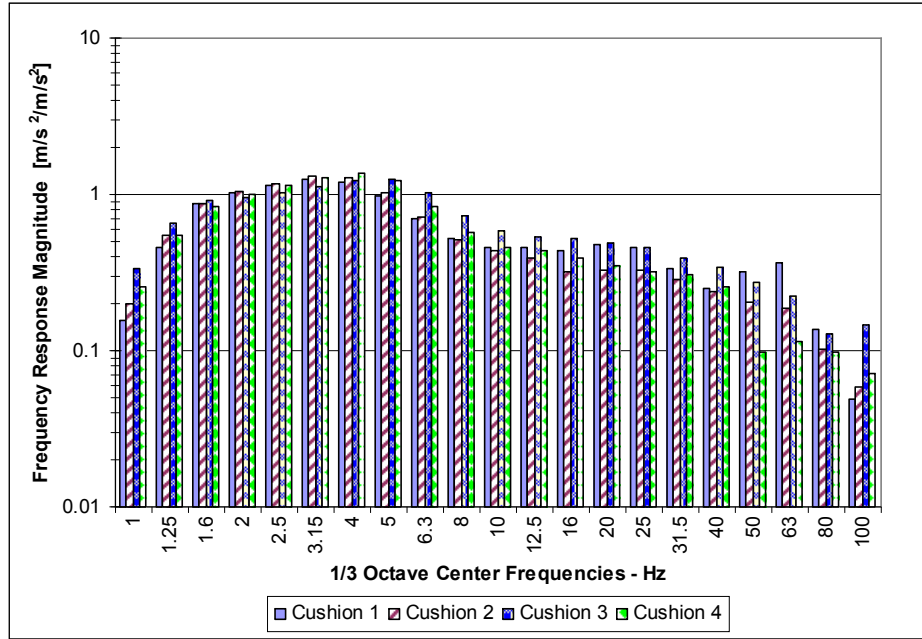 10
1
0.1
0.01
Frequency Response Magnitude [m/s ²/m/s²]
1 1.25 1.6 2 2.5 3.15 4 5 6.3 8 10 12.5 16 20 25 31.5 40 50 63 80 100
1/3 Octave Center Frequencies - Hz
Cushion 1 Cushion 2 Cushion 3 Cushion 4